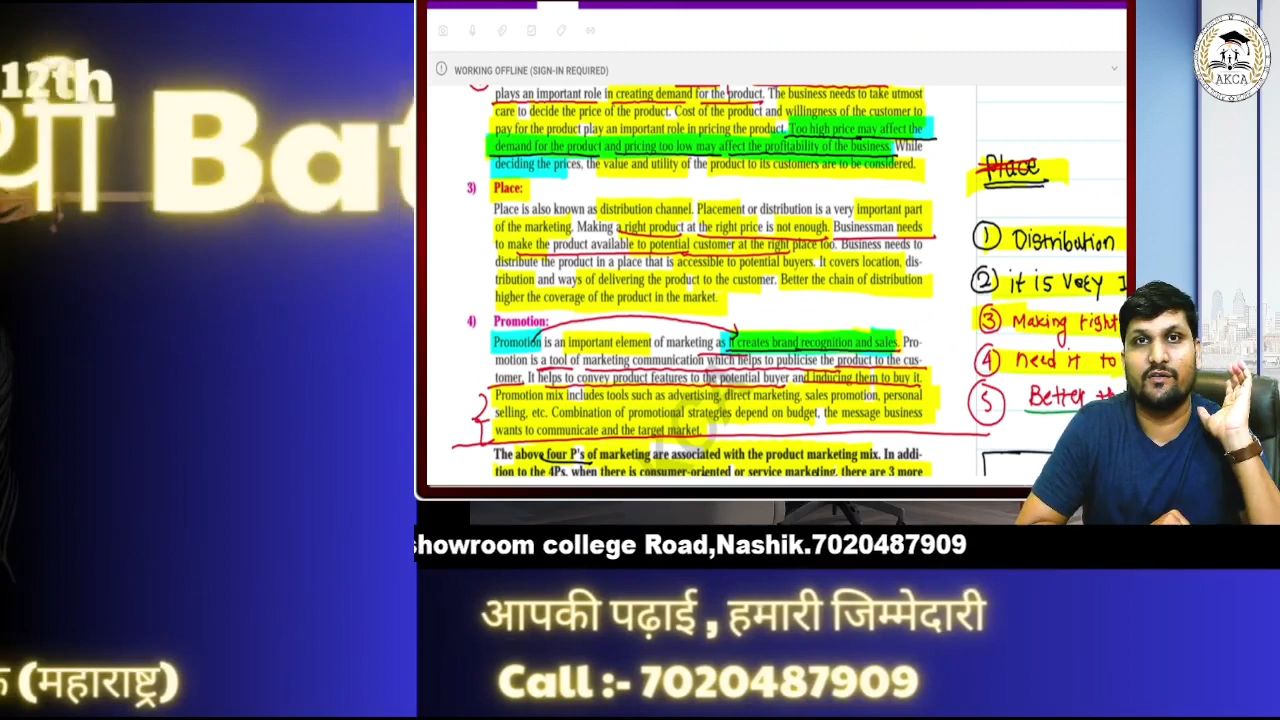 12th
यी Bat
क (महाराष्ट्र)
WORKING OFFLINE (SIGN-IN REQUIRED)
plays an important role in creating demand for the product. The business needs to take utmost
care to decide the price of the product. Cost of the product and willingness of the customer to
pay for the product play an important role in pricing the product. Too high price may affect the
demand for the product and pricing too low may affect the profitability of the business. While
deciding the prices, the value and utility of the product to its customers are to be considered.
3) Place:
Place is also known as distribution channel. Placement or distribution is a very important part
of the marketing. Making a right product at the right price is not enough. Businessman needs
to make the product available to potential customer at the right place too. Business needs to
distribute the product in a place that is accessible to potential buyers. It covers location, dis-
tribution and ways of delivering the product to the customer. Better the chain of distribution
higher the coverage of the product in the market.
4) Promotion:
Promotion is an important element of marketing as it creates brand recognition and sales. Pro-
motion is a tool of marketing communication which helps to publicise the product to the cus-
tomer. It helps to convey product features to the potential buyer and inducing them to buy it.
Promotion mix includes tools such as advertising, direct marketing, sales promotion, personal
selling, etc. Combination of promotional strategies depend on budget, the message business
wants to communicate and the target market.
The above four P's of marketing are associated with the product marketing mix. In addi-
tion to the 4Ps, when there is consumer-oriented or service marketing, there are 3 more
Place
① Distribution
② it is very I
③ Making right
④ need it to
⑤ Better
AKCA
showroom college Road,Nashik.7020487909
आपकी पढ़ाई , हमारी जिम्मेदारी
Call :- 7020487909